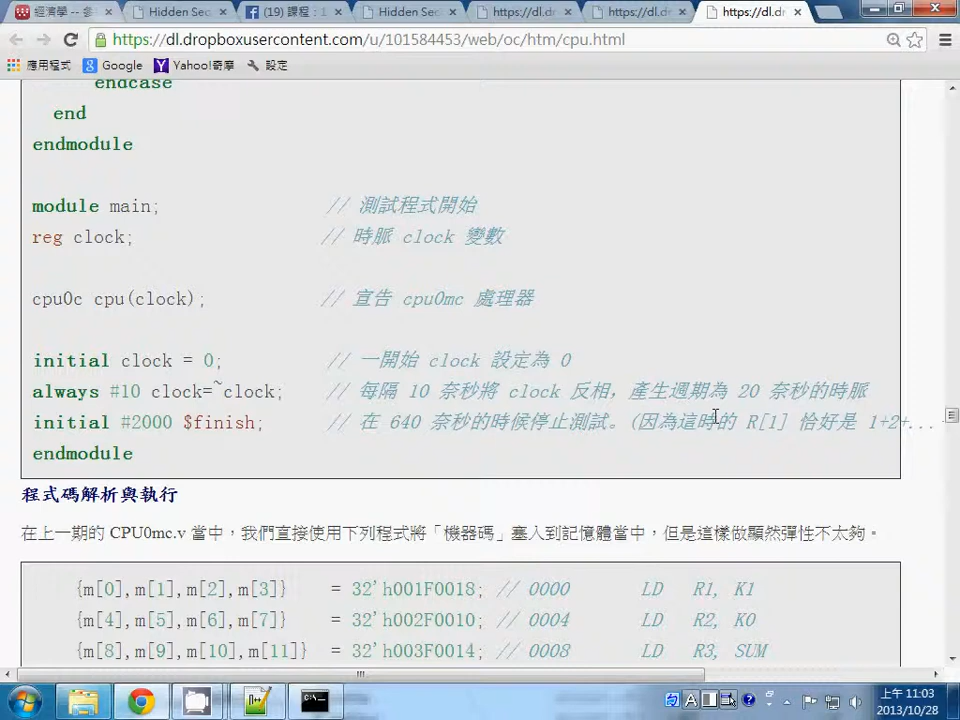 經濟學 -- 多
Hidden Sec
(19) 課程：1
Hidden Sec
https://dl.d
https://dl.dr
https://dl.dr
https://dl.dropboxusercontent.com/u/101584453/web/oc/htm/cpu.html
應用程式 Google Yahoo!奇摩 設定
endcase
end
endmodule
module main; // 測試程式開始
reg clock; // 時脈 clock 變數
cpu0c cpu(clock); // 宣告 cpu0mc 處理器
initial clock = 0; // 一開始 clock 設定為 0
always #10 clock=~clock; // 每隔 10 奈秒將 clock 反相，產生週期為 20 奈秒的時脈
initial #2000 $finish; // 在 640 奈秒的時候停止測試。(因為這時的 R[1] 恰好是 1+2+...
endmodule
程式碼解析與執行
在上一期的 CPU0mc.v 當中，我們直接使用下列程式將「機器碼」塞入到記憶體當中，但是這樣做顯然彈性不太夠。
{m[0],m[1],m[2],m[3]} = 32'h001F0018; // 0000 LD R1, K1
{m[4],m[5],m[6],m[7]} = 32'h002F0010; // 0004 LD R2, K0
{m[8],m[9],m[10],m[11]} = 32'h003F0014; // 0008 LD R3, SUM
上午 11:03
2013/10/28